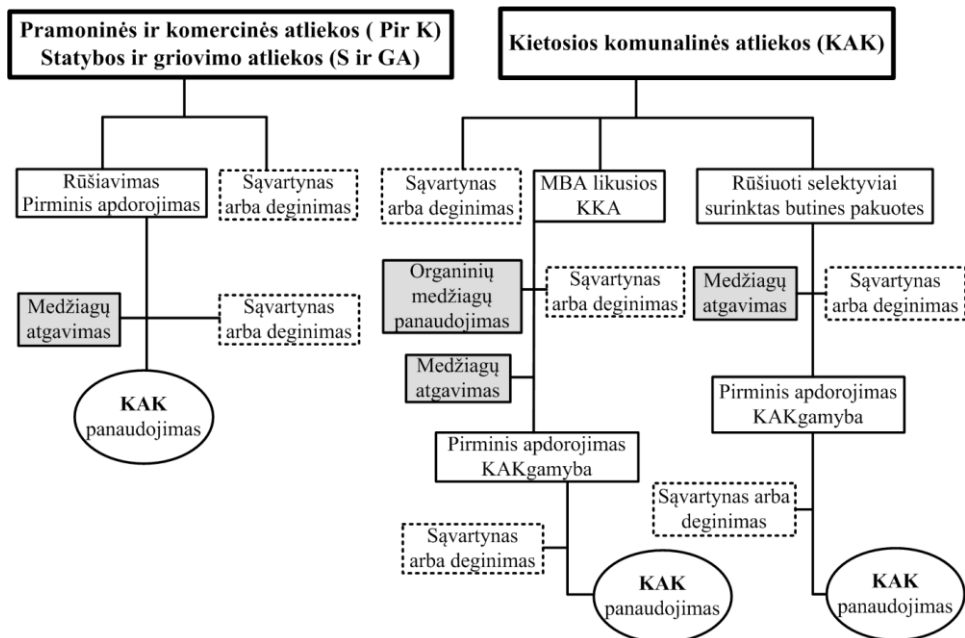 Pramoninės ir komercinės atliekos ( Pir K)
Statybos ir griovimo atliekos (S ir GA)
Kietosios komunalinės atliekos (KAK)
Rūšiavimas
Pirminis apdorojimas
Sąvartynas
arba deginimas
Sąvartynas
arba deginimas
MBA likusios
KKA
Rūšiuoti selektyviai
surinktas butines pakuotes
Medžiagų
atgavimas
Sąvartynas
arba deginimas
Organinių
medžiagų
panaudojimas
Sąvartynas
arba deginimas
Medžiagų
atgavimas
Sąvartynas
arba deginimas
Medžiagų
atgavimas
KAK
panaudojimas
Pirminis apdorojimas
KAKgamyba
Pirminis apdorojimas
KAKgamyba
Sąvartynas
arba deginimas
Sąvartynas arba
deginimas
KAK
panaudojimas
KAK
panaudojimas